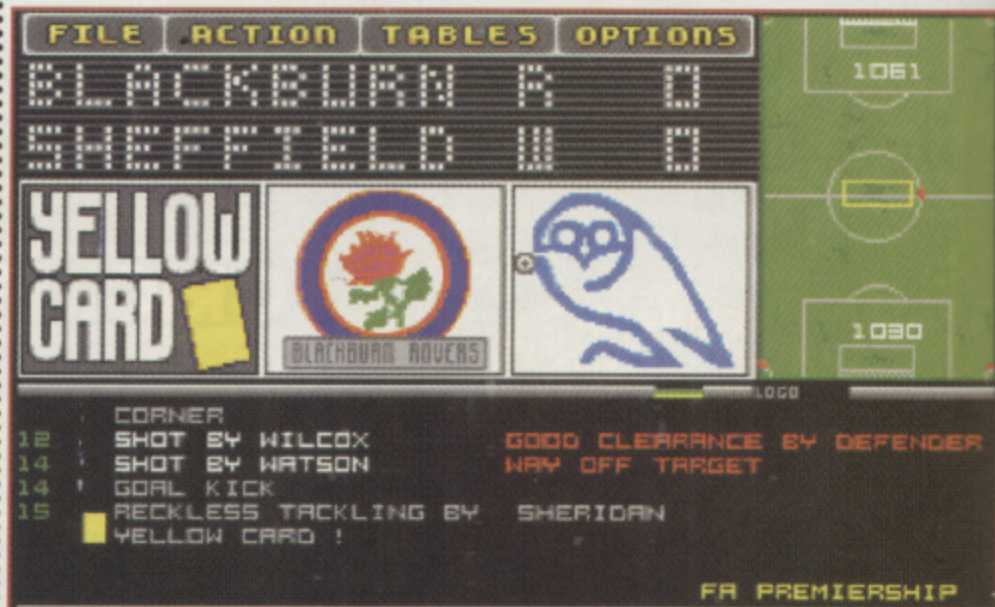 FILE ACTION TABLES OPTIONS
BLACKBURN R 0
SHEFFIELD W 0
1061
YELLOW
CARD
BLACKBURN ROVERS
1030
LOGO
CORNER
12 SHOT BY WILCOX GOOD CLEARANCE BY DEFENDER
14 SHOT BY WATSON WAY OFF TARGET
14 GOAL KICK
15 RECKLESS TACKLING BY SHERIDAN
YELLOW CARD !
FA PREMIERSHIP